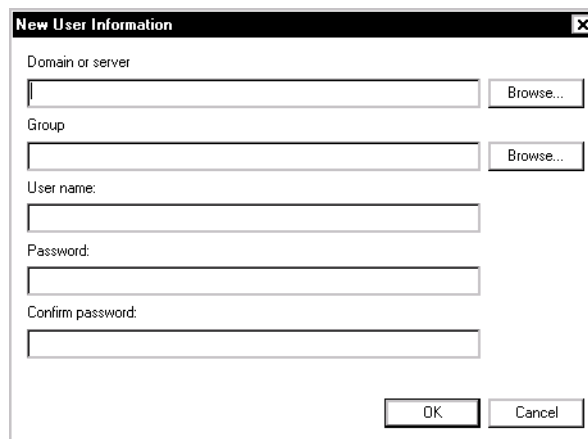 New User Information
Domain or server
Browse...
Group
Browse...
User name:
Password:
Confirm password:
OK Cancel